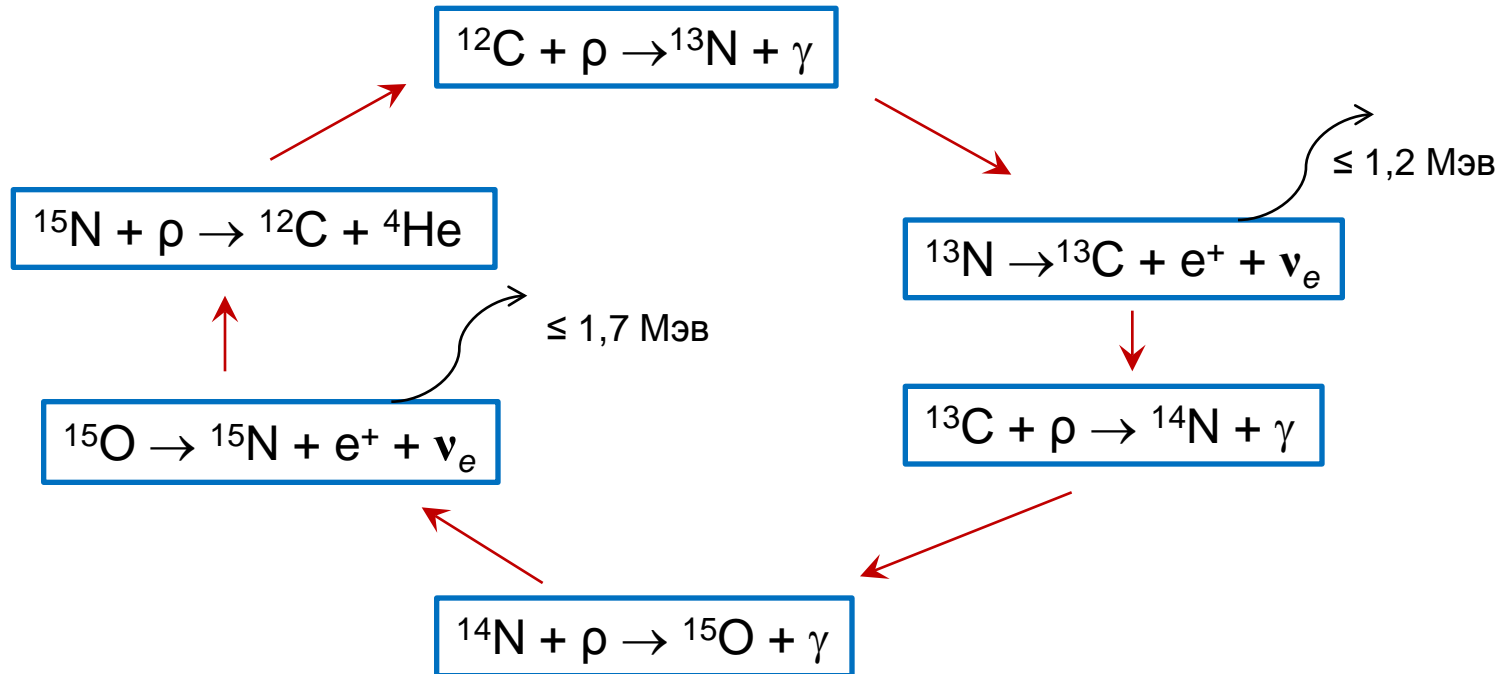 ¹²C + ρ →¹³N + γ
≤ 1,2 Мэв
¹⁵N + ρ → ¹²C + ⁴He
¹³N →¹³C + e⁺ + νₑ
≤ 1,7 Мэв
¹⁵O → ¹⁵N + e⁺ + νₑ
¹³C + ρ → ¹⁴N + γ
¹⁴N + ρ → ¹⁵O + γ